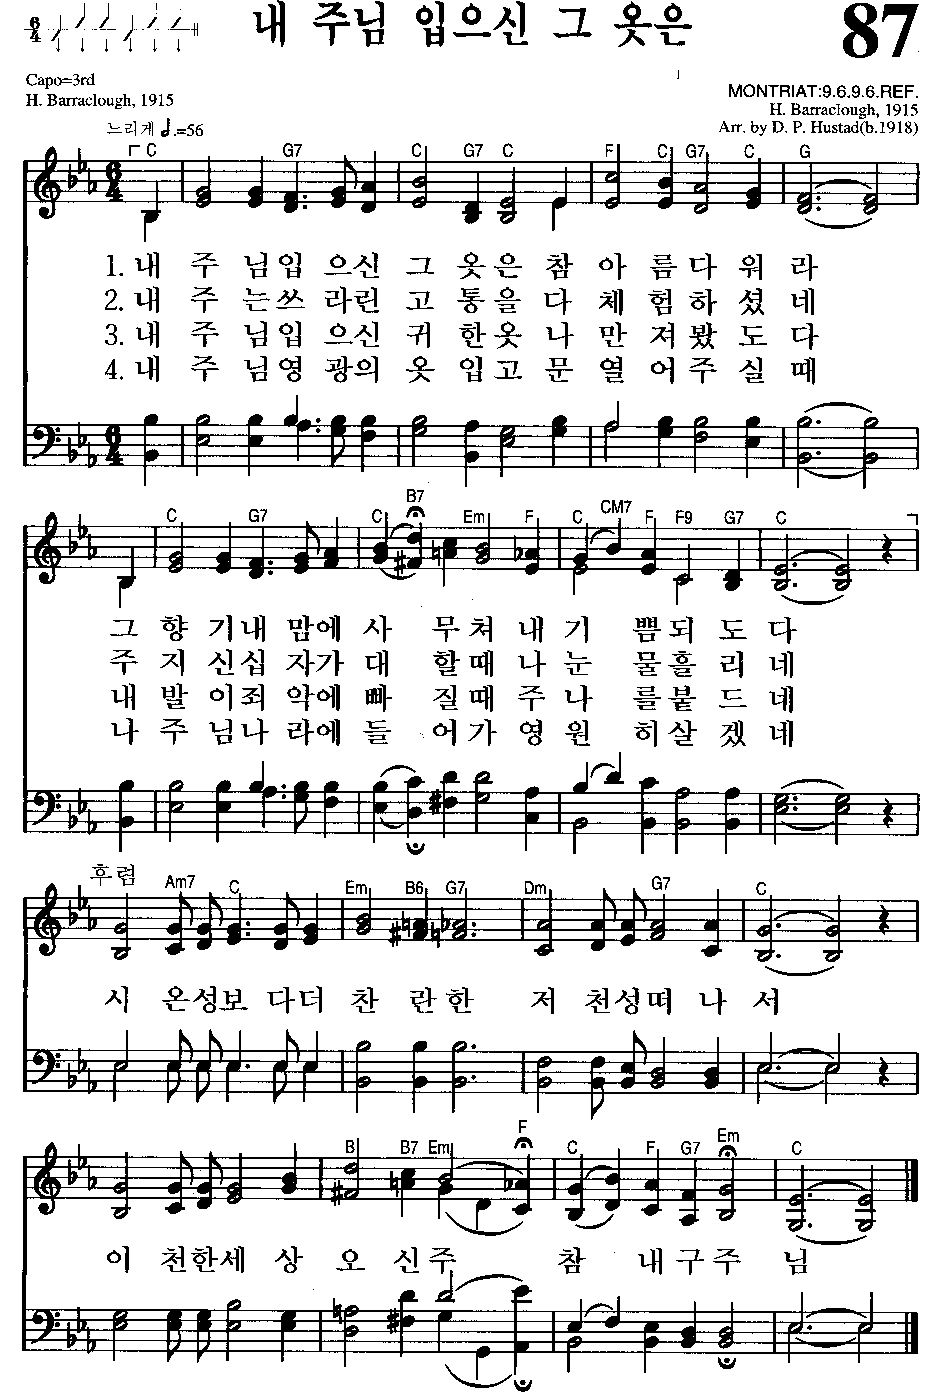 6/4 내 주님 입으신 그 옷은 87
Capo=3rd
H. Barraclough, 1915
MONTRIAT:9.6.9.6.REF.
H. Barraclough, 1915
Arr. by D. P. Hustad(b.1918)
느리게 𝅗𝅥.=56
C G7 C G7 C F C G7 C G
1. 내 주 님입 으신 그 옷은 참 아 름다 워 라
2. 내 주 는쓰 라린 고 통을 다 체 험하 셨 네
3. 내 주 님입 으신 귀 한옷 나 만 져봤 도 다
4. 내 주 님영 광의 옷 입고 문 열 어주 실 때
C G7 C B7 Em F C CM7 F F9 G7 C
그 향 기내 맘에 사 무쳐 내 기 쁨되 도 다
주 지 신십 자가 대 할때 나 눈 물흘 리 네
내 발 이죄 악에 빠 질때 주 나 를붙 드 네
나 주 님나 라에 들 어가 영 원 히살 겠 네
후렴 Am7 C Em B6 G7 Dm G7 C
시 온성보 다더 찬 란한 저 천성떠 나 서
B B7 Em F C F G7 Em C
이 천한세 상 오 신주 참 내구주 님